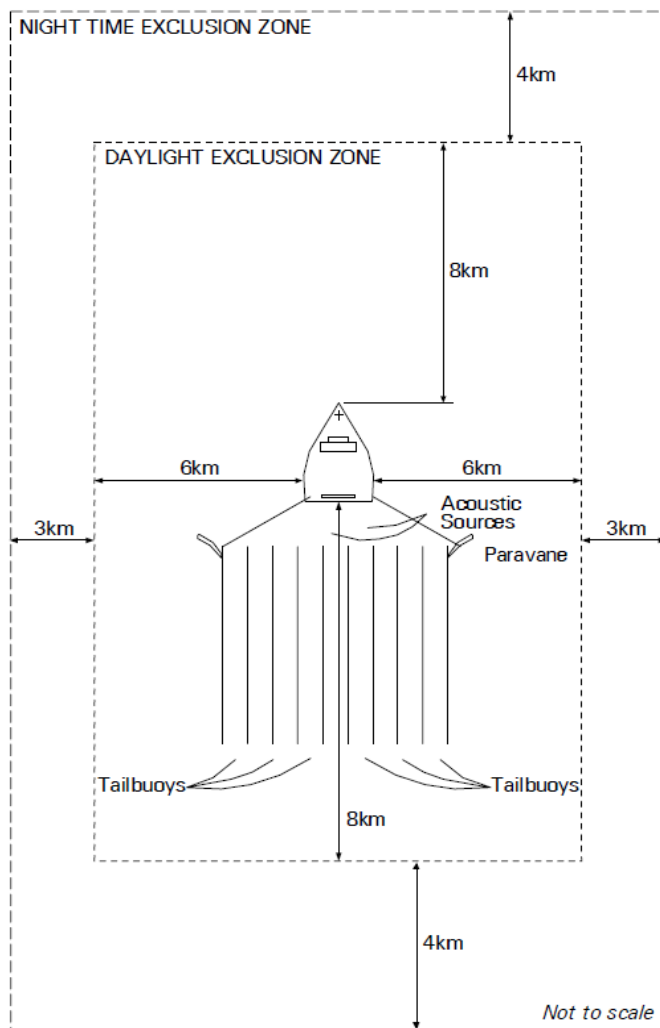 NIGHT TIME EXCLUSION ZONE
4km
DAYLIGHT EXCLUSION ZONE
8km
6km
6km
Acoustic
Sources
3km
Paravane
3km
Tailbuoys
Tailbuoys
8km
4km
Not to scale